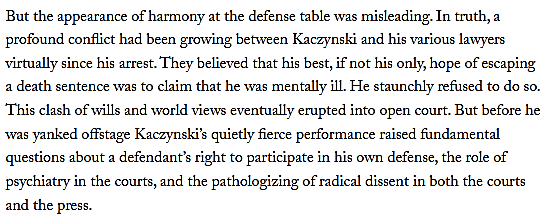 But the appearance of harmony at the defense table was misleading. In truth, a
profound conflict had been growing between Kaczynski and his various lawyers
virtually since his arrest. They believed that his best, if not his only, hope of escaping
a death sentence was to claim that he was mentally ill. He staunchly refused to do so.
This clash of wills and world views eventually erupted into open court. But before he
was yanked offstage Kaczynski’s quietly fierce performance raised fundamental
questions about a defendant’s right to participate in his own defense, the role of
psychiatry in the courts, and the pathologizing of radical dissent in both the courts
and the press.